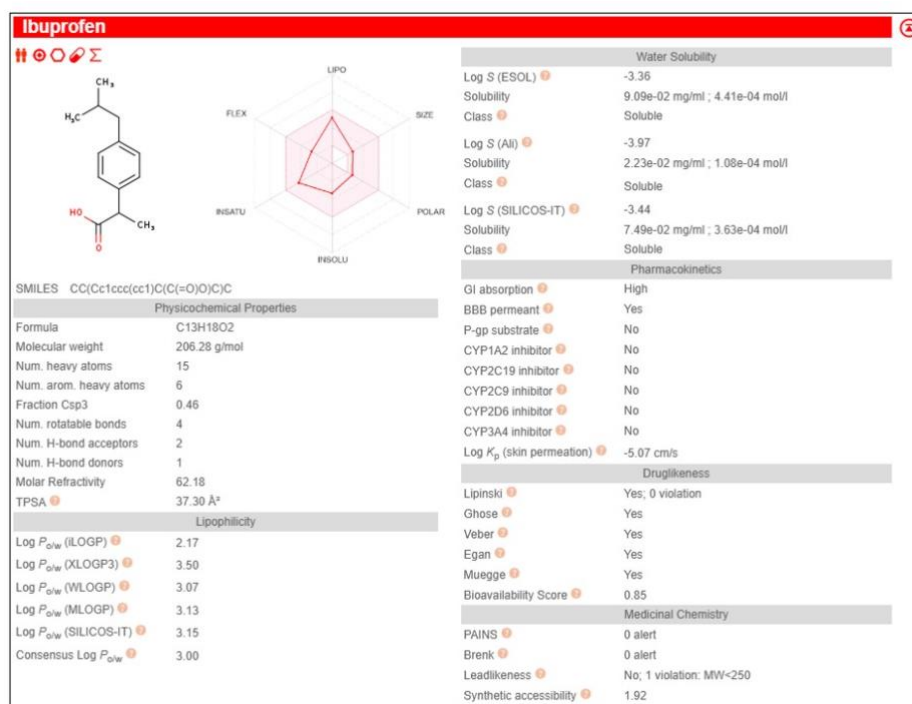 Ibuprofen
CH₃
H₃C
HO
CH₃
O
LIPO
FLEX
SIZE
INSATU
POLAR
INSOLU
SMILES CC(Cc1ccc(cc1)C(C(=O)O)C)C
Physicochemical Properties
Formula C13H18O2
Molecular weight 206.28 g/mol
Num. heavy atoms 15
Num. arom. heavy atoms 6
Fraction Csp3 0.46
Num. rotatable bonds 4
Num. H-bond acceptors 2
Num. H-bond donors 1
Molar Refractivity 62.18
TPSA ? 37.30 Å²
Lipophilicity
Log Po/w (iLOGP) ? 2.17
Log Po/w (XLOGP3) ? 3.50
Log Po/w (WLOGP) ? 3.07
Log Po/w (MLOGP) ? 3.13
Log Po/w (SILICOS-IT) ? 3.15
Consensus Log Po/w ? 3.00
Water Solubility
Log S (ESOL) ? -3.36
Solubility 9.09e-02 mg/ml ; 4.41e-04 mol/l
Class ? Soluble
Log S (Ali) ? -3.97
Solubility 2.23e-02 mg/ml ; 1.08e-04 mol/l
Class ? Soluble
Log S (SILICOS-IT) ? -3.44
Solubility 7.49e-02 mg/ml ; 3.63e-04 mol/l
Class ? Soluble
Pharmacokinetics
GI absorption ? High
BBB permeant ? Yes
P-gp substrate ? No
CYP1A2 inhibitor ? No
CYP2C19 inhibitor ? No
CYP2C9 inhibitor ? No
CYP2D6 inhibitor ? No
CYP3A4 inhibitor ? No
Log Kp (skin permeation) ? -5.07 cm/s
Druglikeness
Lipinski ? Yes; 0 violation
Ghose ? Yes
Veber ? Yes
Egan ? Yes
Muegge ? Yes
Bioavailability Score ? 0.85
Medicinal Chemistry
PAINS ? 0 alert
Brenk ? 0 alert
Leadlikeness ? No; 1 violation: MW<250
Synthetic accessibility ? 1.92